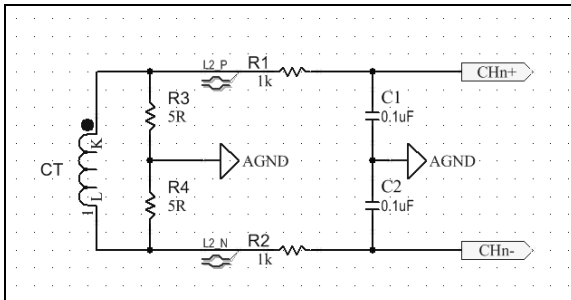 L2_P R1
1k
CHn+
R3
5R
C1
0.1uF
CT
K
AGND
AGND
L
1
R4
5R
C2
0.1uF
L2_N R2
1k
CHn-